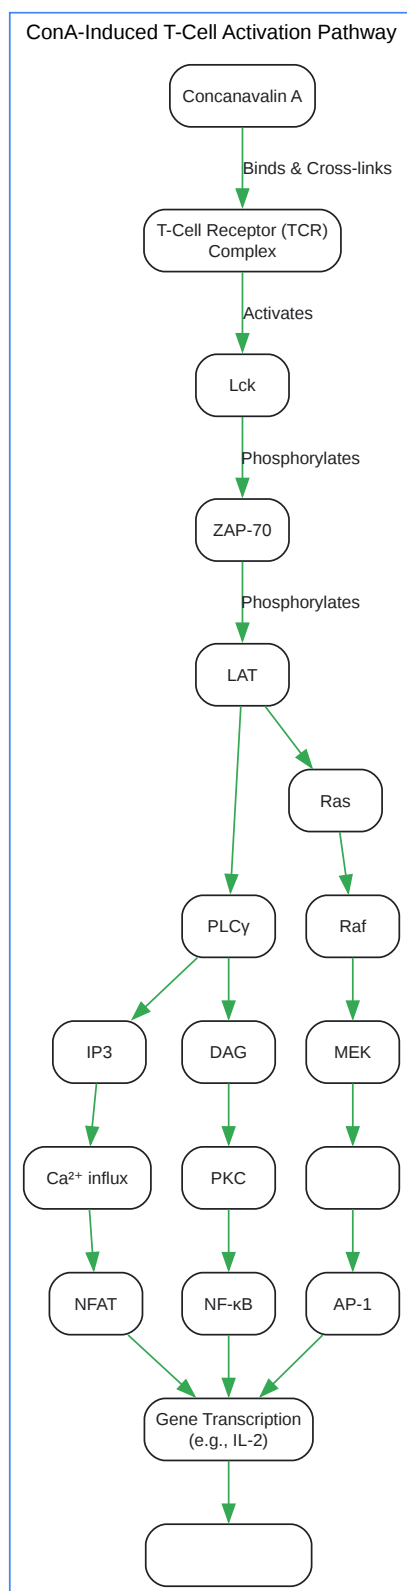 ConA-Induced T-Cell Activation Pathway
Concanavalin A
Binds & Cross-links
T-Cell Receptor (TCR)
Complex
Activates
Lck
Phosphorylates
ZAP-70
Phosphorylates
LAT
Ras
PLCγ
Raf
IP3
DAG
MEK
Ca²⁺ influx
PKC
NFAT
NF-κB
AP-1
Gene Transcription
(e.g., IL-2)